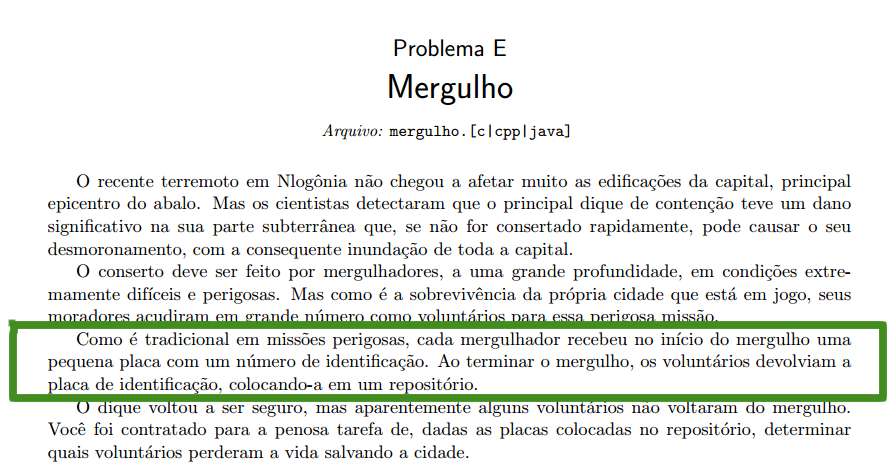 Problema E
Mergulho
Arquivo: mergulho.[c|cpp|java]
O recente terremoto em Nlogônia não chegou a afetar muito as edificações da capital, principal
epicentro do abalo. Mas os cientistas detectaram que o principal dique de contenção teve um dano
significativo na sua parte subterrânea que, se não for consertado rapidamente, pode causar o seu
desmoronamento, com a consequente inundação de toda a capital.
O conserto deve ser feito por mergulhadores, a uma grande profundidade, em condições extre-
mamente difíceis e perigosas. Mas como é a sobrevivência da própria cidade que está em jogo, seus
moradores acudiram em grande número como voluntários para essa perigosa missão.
Como é tradicional em missões perigosas, cada mergulhador recebeu no início do mergulho uma
pequena placa com um número de identificação. Ao terminar o mergulho, os voluntários devolviam a
placa de identificação, colocando-a em um repositório.
O dique voltou a ser seguro, mas aparentemente alguns voluntários não voltaram do mergulho.
Você foi contratado para a penosa tarefa de, dadas as placas colocadas no repositório, determinar
quais voluntários perderam a vida salvando a cidade.